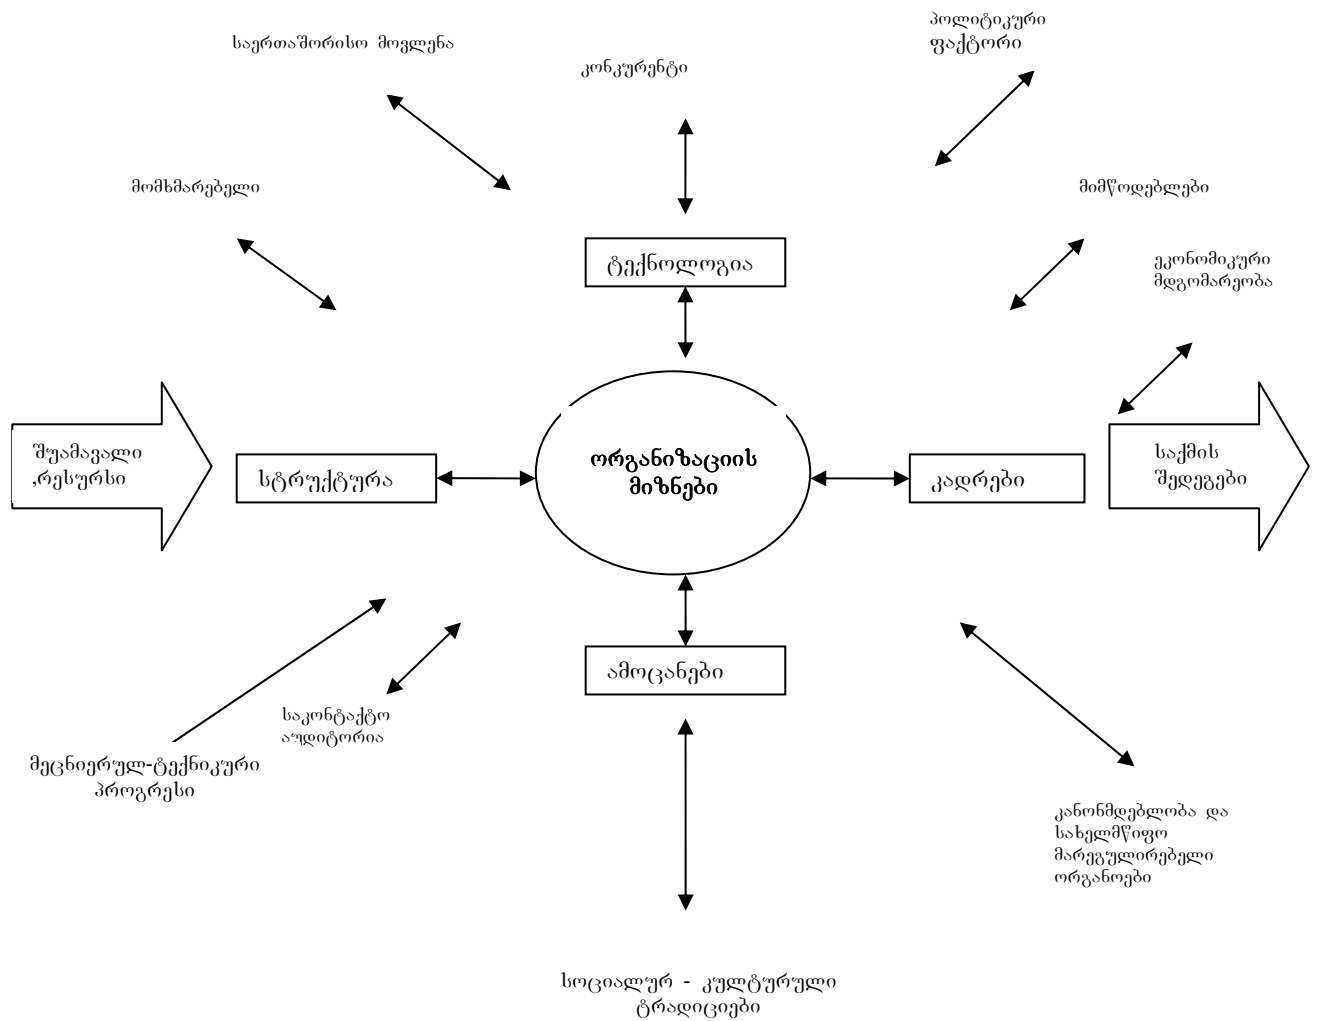 საერთაშორისო მოვლენა
კონკურენტი
პოლიტიკური
ფაქტორი
მომხმარებელი
მიმწოდებლები
ტექნოლოგია
ეკონომიკური
მდგომარეობა
შუამავალი
,რესურსი
სტრუქტურა
ორგანიზაციის
მიზნები
კადრები
საქმის
შედეგები
ამოცანები
საკონტაქტო
აუდიტორია
მეცნიერულ-ტექნიკური
პროგრესი
კანონმდებლობა და
სახელმწიფო
მარეგულირებელი
ორგანოები
სოციალურ - კულტურული
ტრადიციები